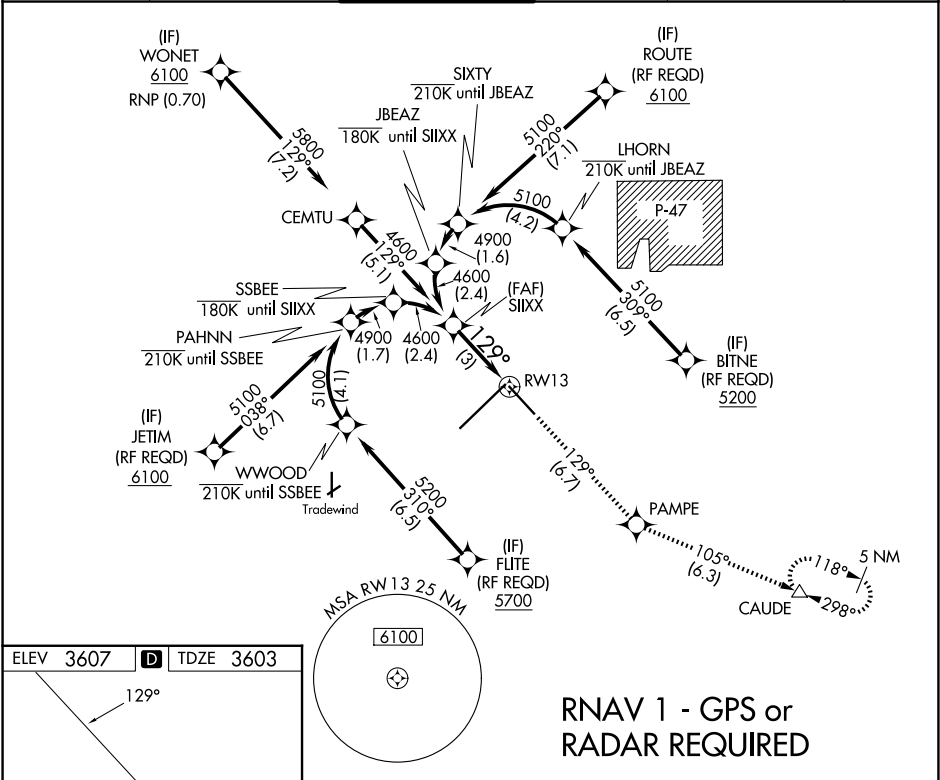 (IF)
WONET
6100
RNP (0.70)
5800
129°
(7.2)
(IF)
ROUTE
(RF REQD)
6100
5100
220°
(7.1)
SIXTY
210K until JBEAZ
JBEAZ
180K until SIIXX
LHORN
210K until JBEAZ
P-47
5100
(4.2)
CEMTU
4600
129°
(5.1)
4900
(1.6)
4600
(2.4)
(FAF)
SIIXX
SSBEE
180K until SIIXX
PAHNN
210K until SSBEE
4900
(1.7)
4600
(2.4)
129°
(3)
RW13
5100
309°
(6.5)
(IF)
BITNE
(RF REQD)
5200
5100
(4.1)
5100
038°
(6.7)
(IF)
JETIM
(RF REQD)
6100
WWOOD
210K until SSBEE
Tradewind
5200
310°
(6.5)
(IF)
FLITE
(RF REQD)
5700
129°
(6.7)
PAMPE
105°
(6.3)
CAUDE
118°
298°
5 NM
MSA RW13 25 NM
6100
ELEV 3607 D TDZE 3603
129°
RNAV 1 - GPS or
RADAR REQUIRED